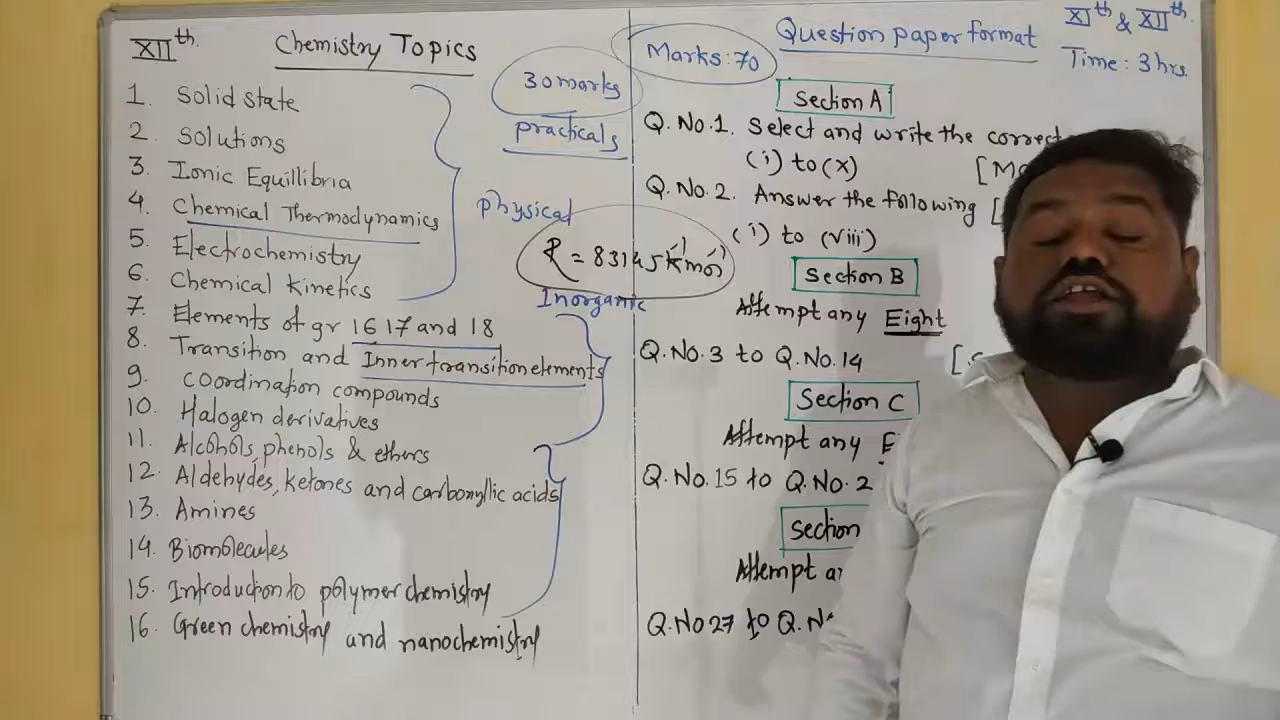 XIIth.
Chemistry Topics
1. Solid state
2. Solutions
3. Ionic Equillibria
4. Chemical Thermodynamics
5. Electrochemistry
6. Chemical kinetics
7. Elements of gr 16 17 and 18
8. Transition and Inner transition elements
9. Coordination compounds
10. Halogen derivatives
11. Alcohols, phenols & ethers
12. Aldehydes, ketones and carboxyllic acids
13. Amines
14. Biomolecules
15. Introduction to polymer chemistry
16. Green chemistry and nanochemistry
30 marks
practicals
physical
Inorganic
Marks: 70
Question paper format
XIth & XIIth.
Time: 3 hrs.
Section A
Q. No. 1. Select and write the correct
(i) to (x)
Q. No. 2. Answer the following [
(i) to (viii)
Section B
Attempt any Eight
Q. No. 3 to Q. No. 14
Section C
Attempt any E
Q. No. 15 to Q. No. 2
Section
Attempt
Q. No 27 to Q.